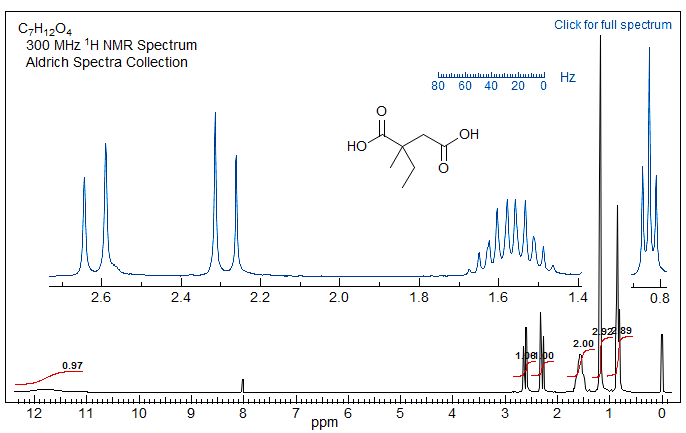 C7H12O4
300 MHz 1H NMR Spectrum
Aldrich Spectra Collection
Click for full spectrum
80 60 40 20 0 Hz
O
HO
OH
O
2.6 2.4 2.2 2.0 1.8 1.6 1.4 0.8
0.97 1.00 2.00 2.92 2.89
12 11 10 9 8 7 6 5 4 3 2 1 0
ppm